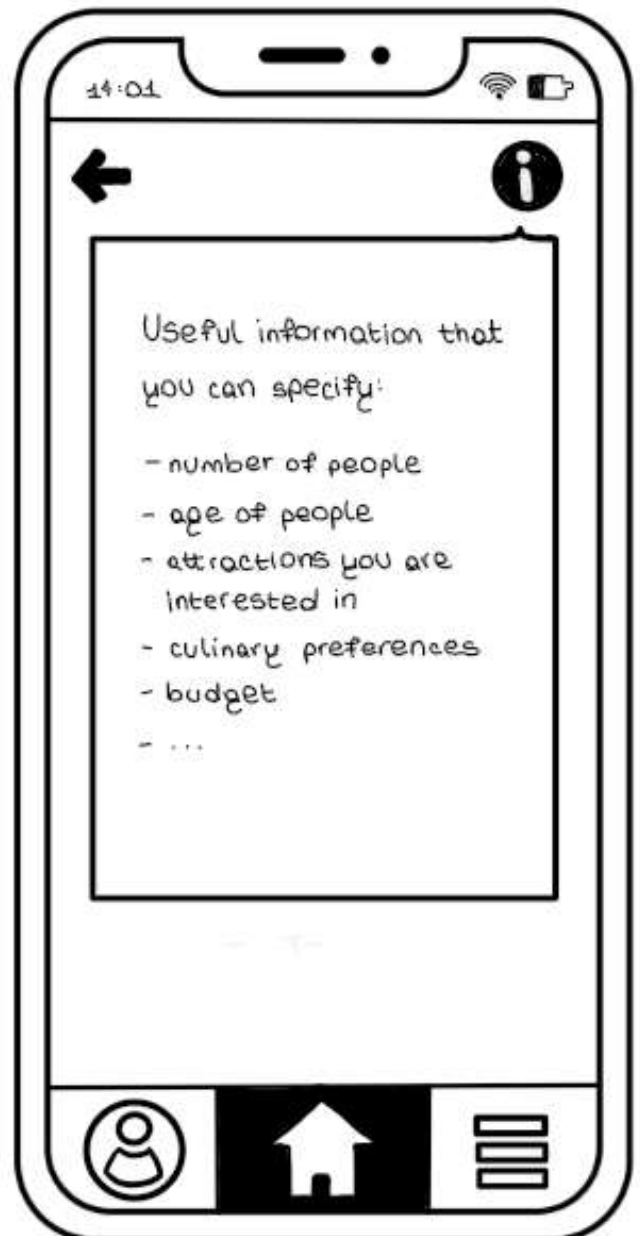 14:01
i
Useful information that
you can specify:
- number of people
- age of people
- attractions you are
interested in
- culinary preferences
- budget
- ...